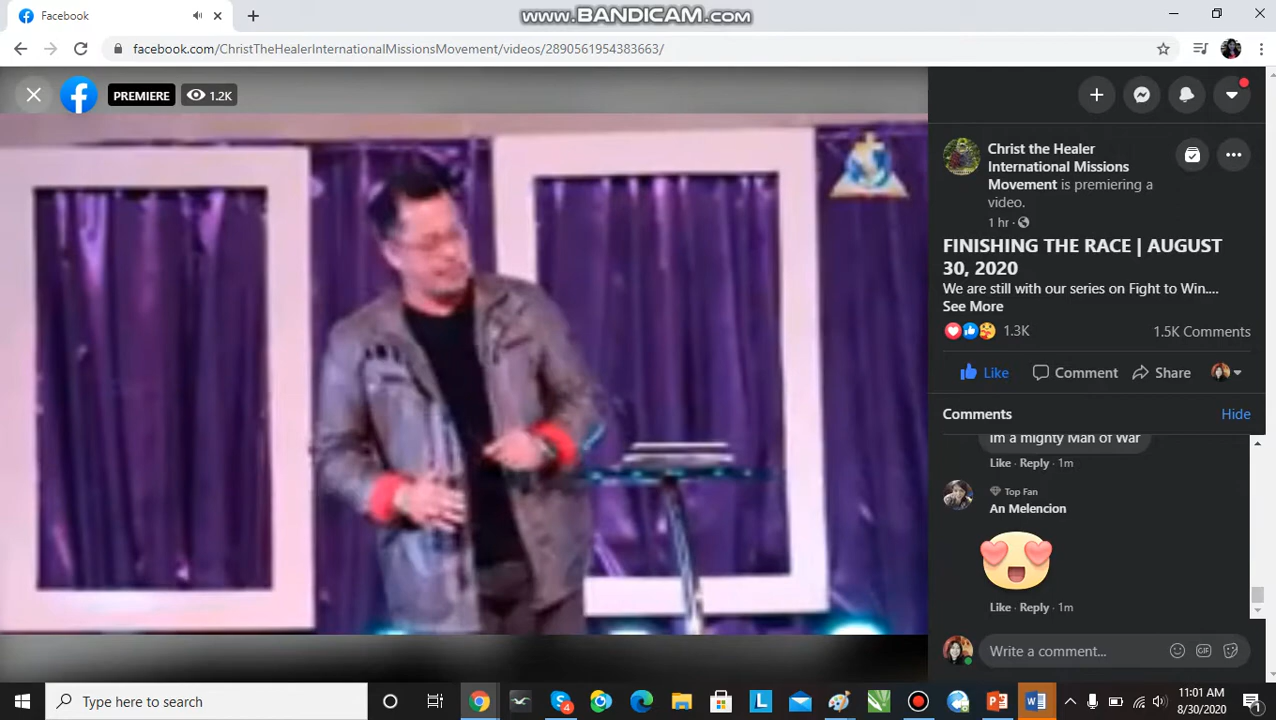 Facebook
www.BANDICAM.com
facebook.com/ChristTheHealerInternationalMissionsMovement/videos/2890561954383663/
PREMIERE
1.2K
Christ the Healer
International Missions
Movement is premiering a
video.
1 hr
FINISHING THE RACE | AUGUST
30, 2020
We are still with our series on Fight to Win....
See More
1.3K
1.5K Comments
Like
Comment
Share
Comments
Hide
Im a mighty Man of War
Like · Reply · 1m
Top Fan
An Melencion
Like · Reply · 1m
Write a comment...
GIF
Type here to search
4
L
11:01 AM
8/30/2020
1